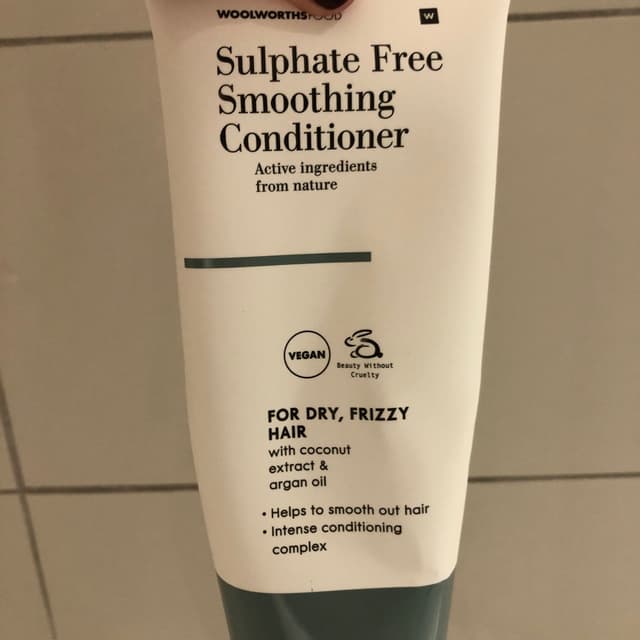 WOOLWORTHSFOOD W
Sulphate Free
Smoothing
Conditioner
Active ingredients
from nature
VEGAN
Beauty Without
Cruelty
FOR DRY, FRIZZY
HAIR
with coconut
extract &
argan oil
• Helps to smooth out hair
• Intense conditioning
complex